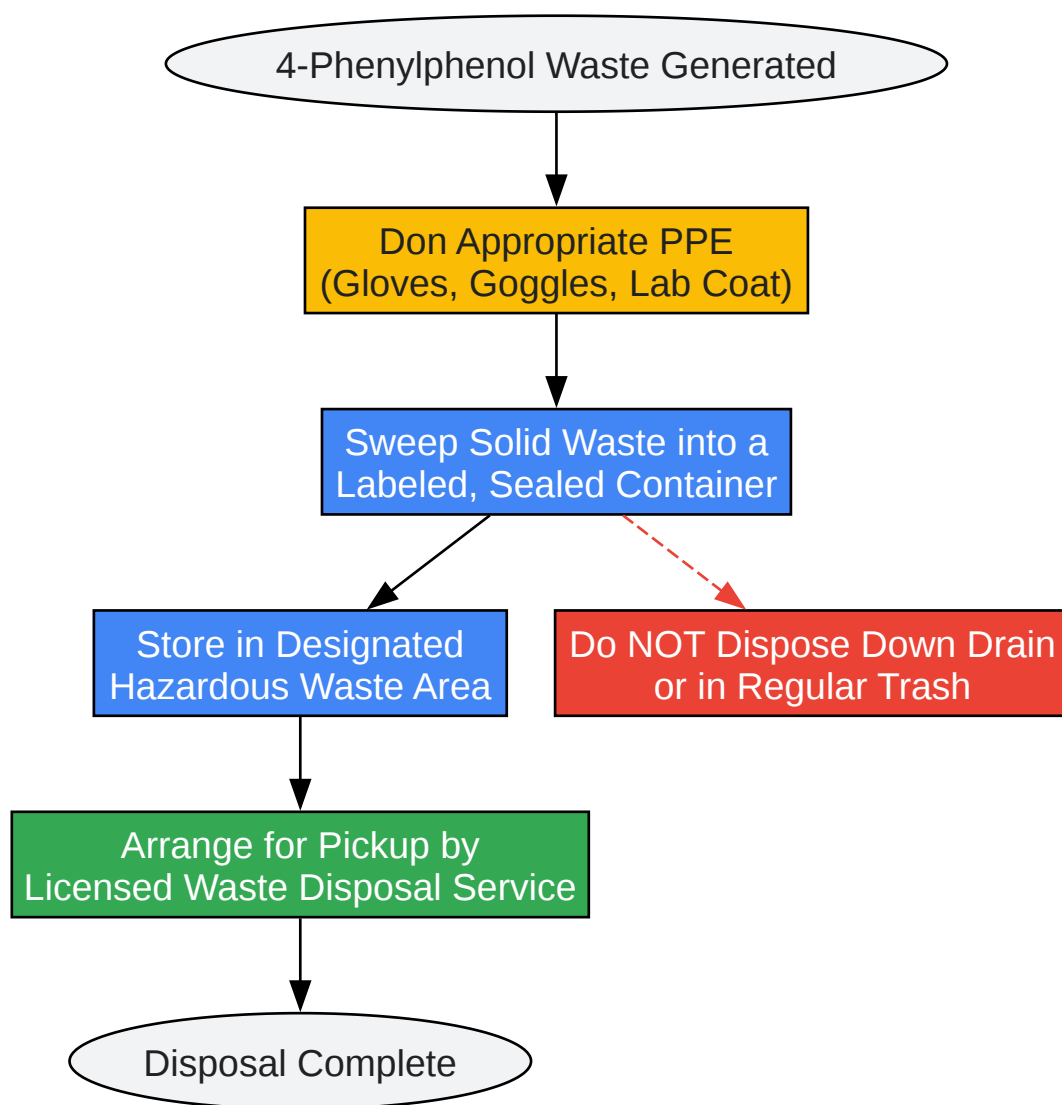 4-Phenylphenol Waste Generated
Don Appropriate PPE
(Gloves, Goggles, Lab Coat)
Sweep Solid Waste into a
Labeled, Sealed Container
Store in Designated
Hazardous Waste Area
Do NOT Dispose Down Drain
or in Regular Trash
Arrange for Pickup by
Licensed Waste Disposal Service
Disposal Complete